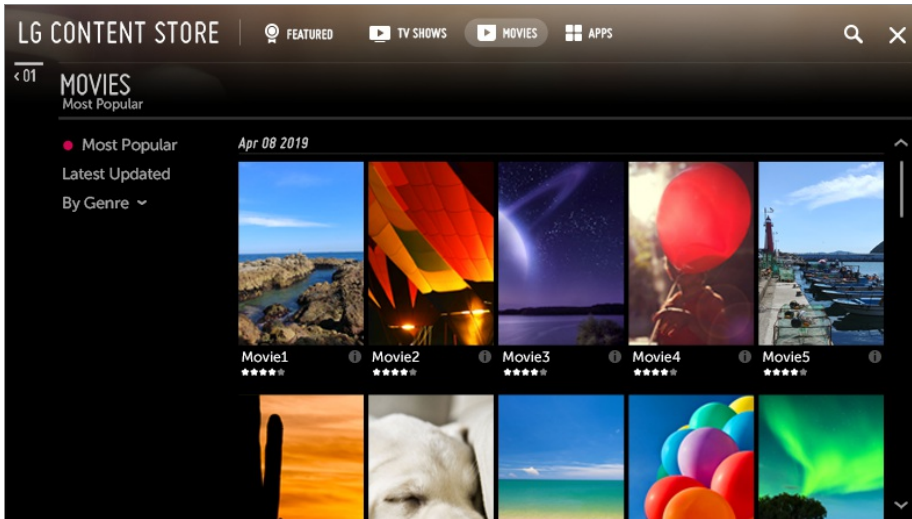 LG CONTENT STORE FEATURED TV SHOWS MOVIES APPS
01
MOVIES
Most Popular
Most Popular
Latest Updated
By Genre
Apr 08 2019
Movie1 Movie2 Movie3 Movie4 Movie5